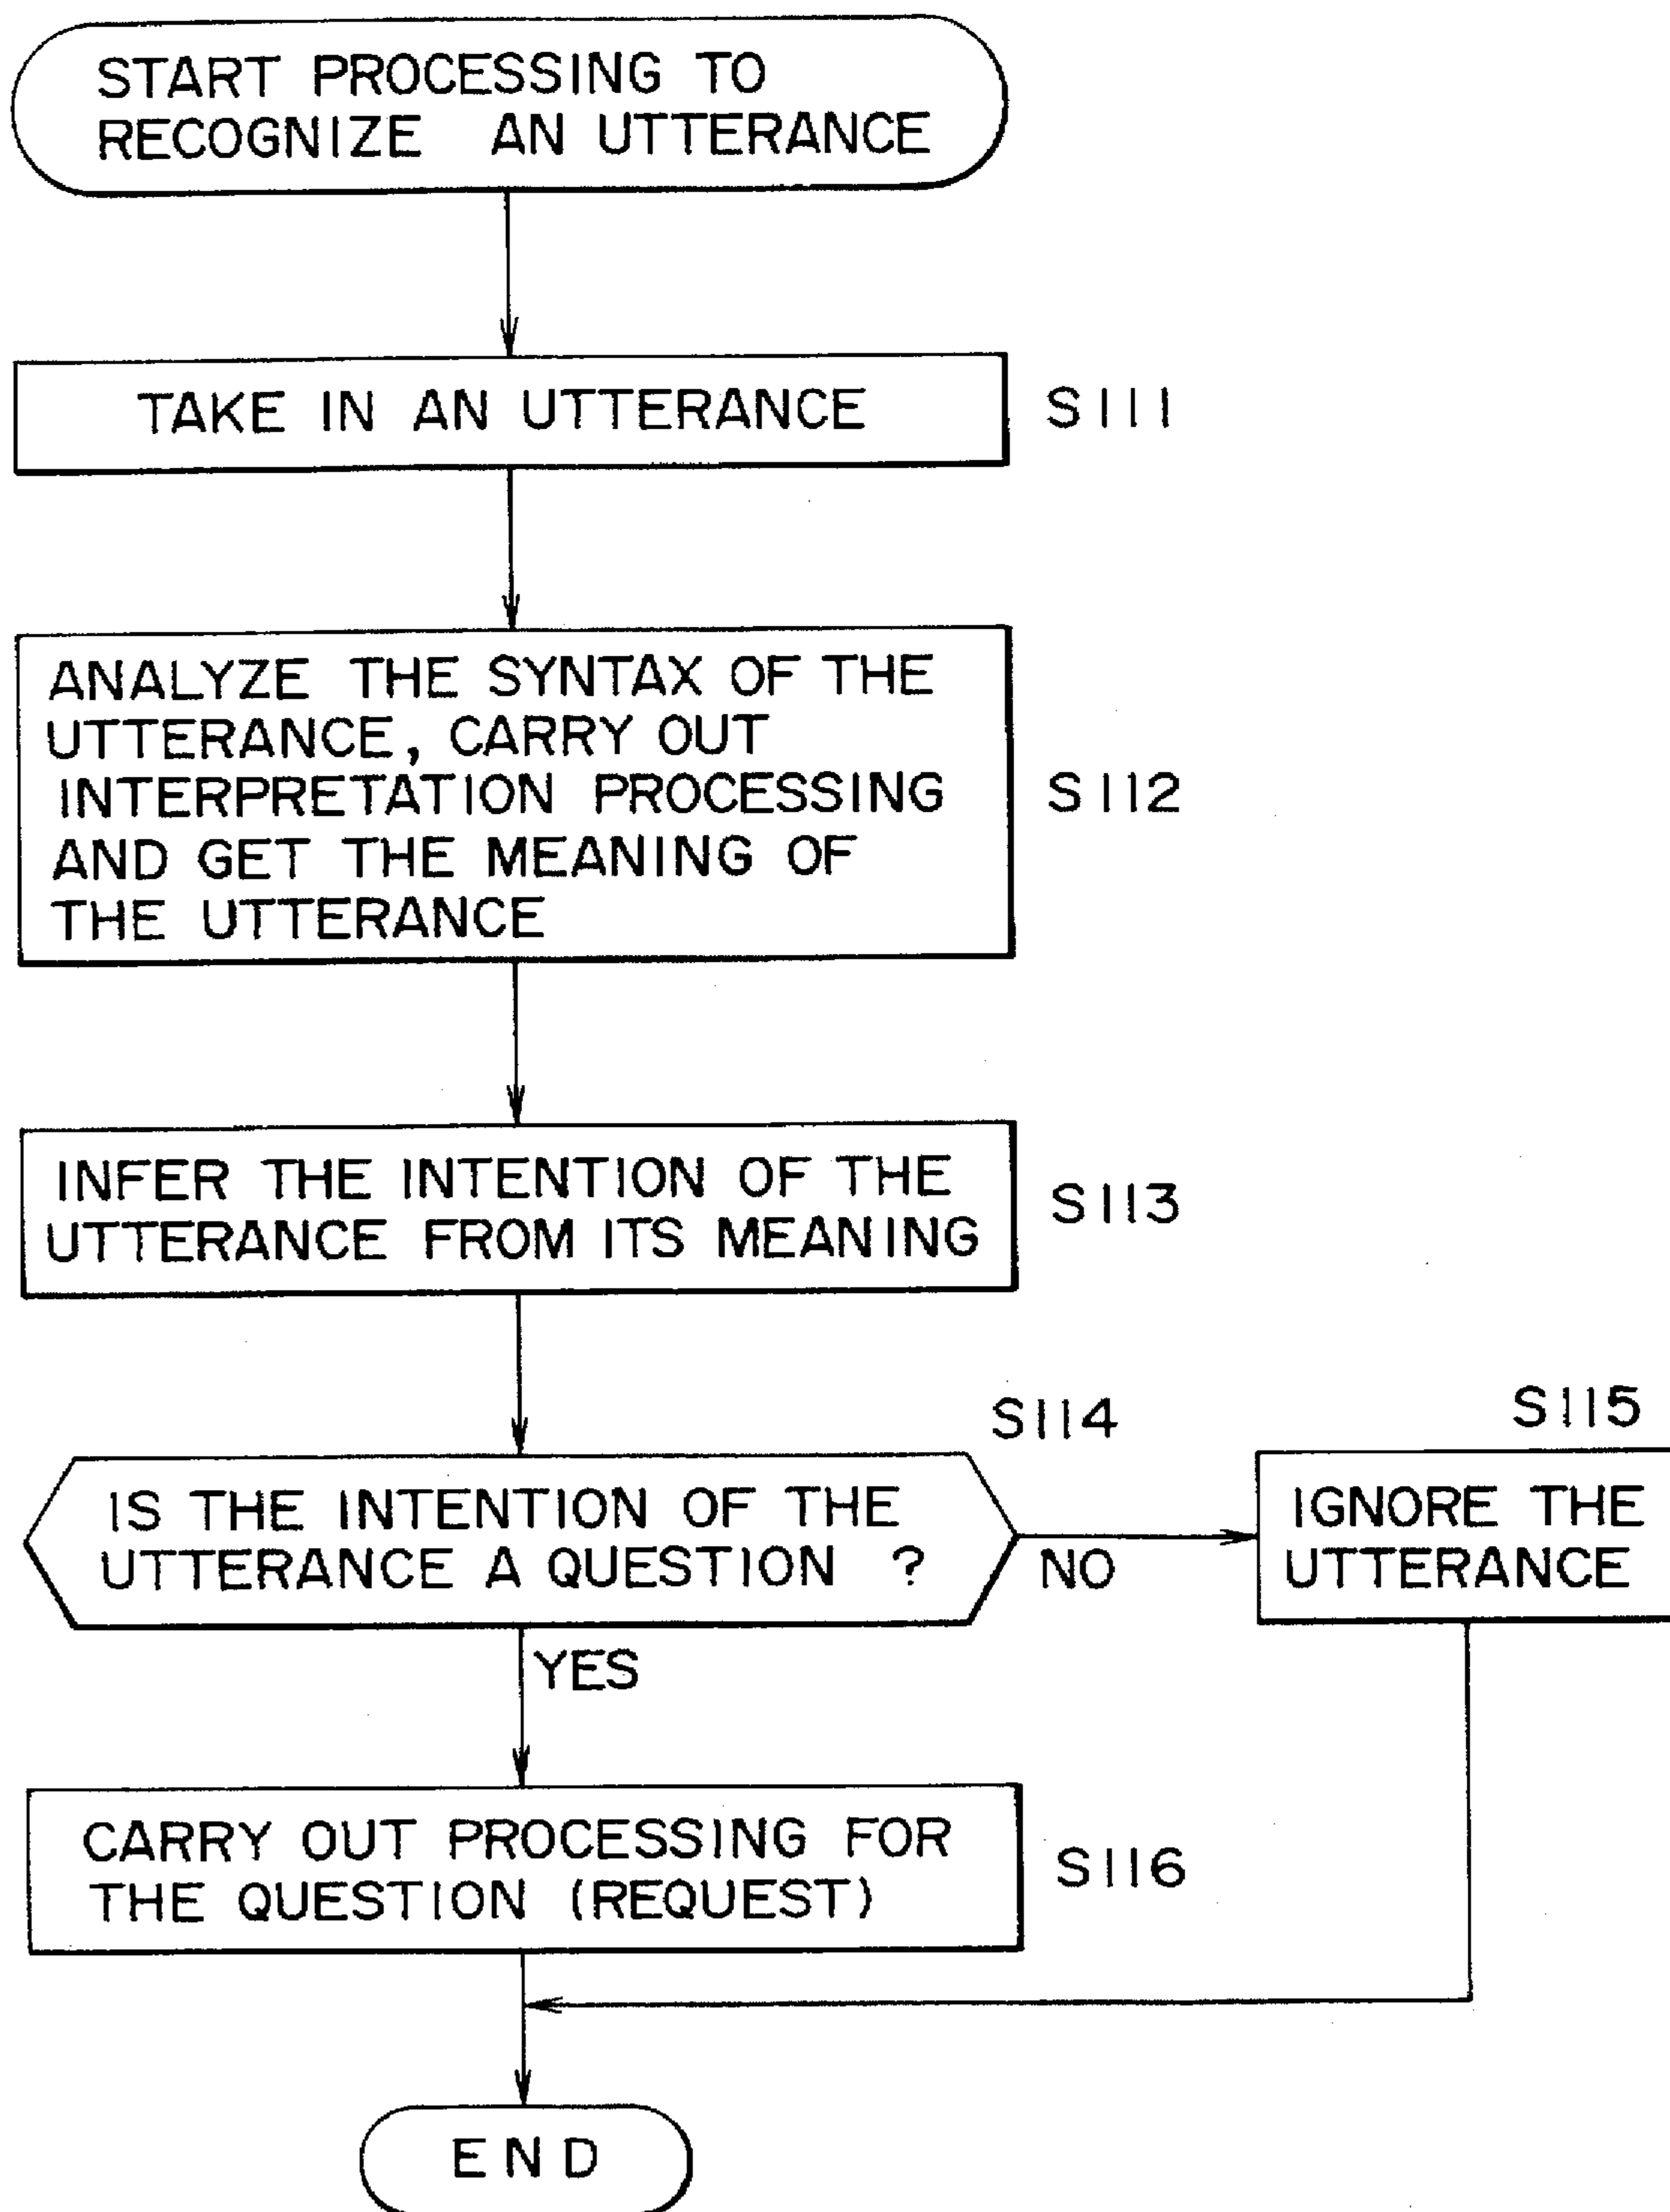 START PROCESSING TO
RECOGNIZE AN UTTERANCE
TAKE IN AN UTTERANCE
S111
ANALYZE THE SYNTAX OF THE
UTTERANCE, CARRY OUT
INTERPRETATION PROCESSING
AND GET THE MEANING OF
THE UTTERANCE
S112
INFER THE INTENTION OF THE
UTTERANCE FROM ITS MEANING
S113
S114
IS THE INTENTION OF THE
UTTERANCE A QUESTION ?
NO
S115
IGNORE THE
UTTERANCE
YES
CARRY OUT PROCESSING FOR
THE QUESTION (REQUEST)
S116
END